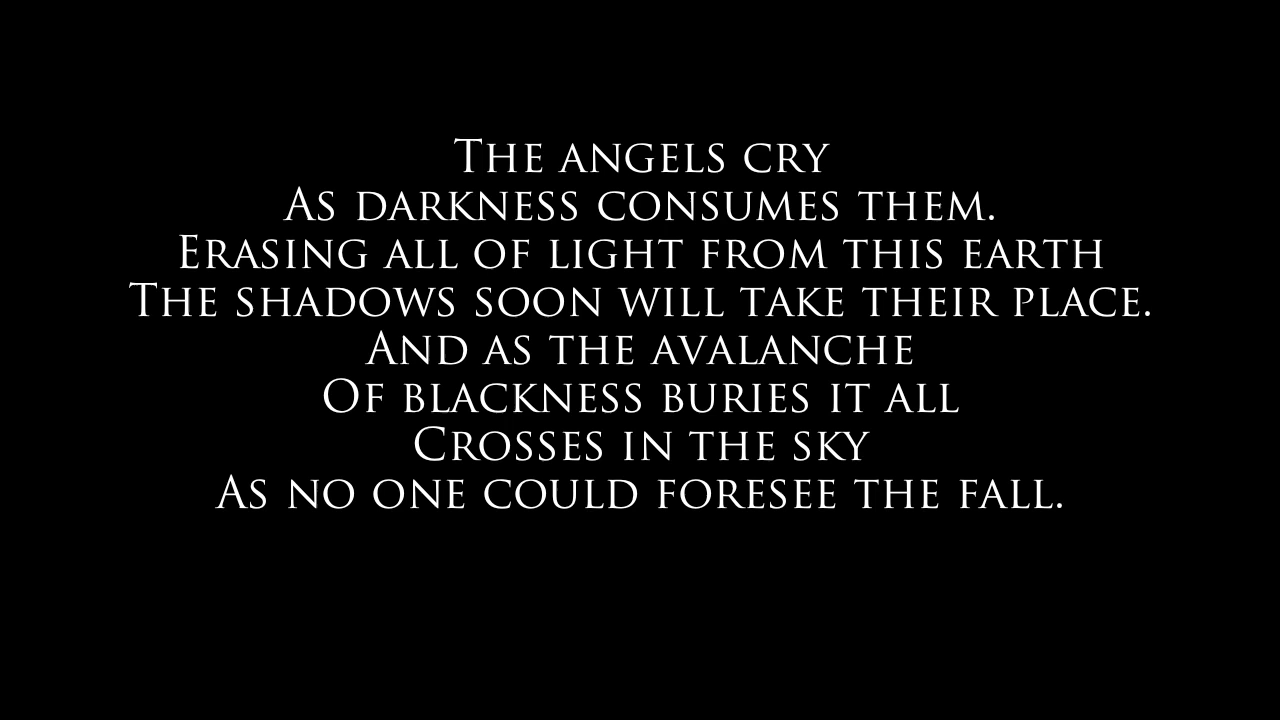 The angels cry
As darkness consumes them.
Erasing all of light from this earth
The shadows soon will take their place.
And as the avalanche
Of blackness buries it all
Crosses in the sky
As no one could foresee the fall.